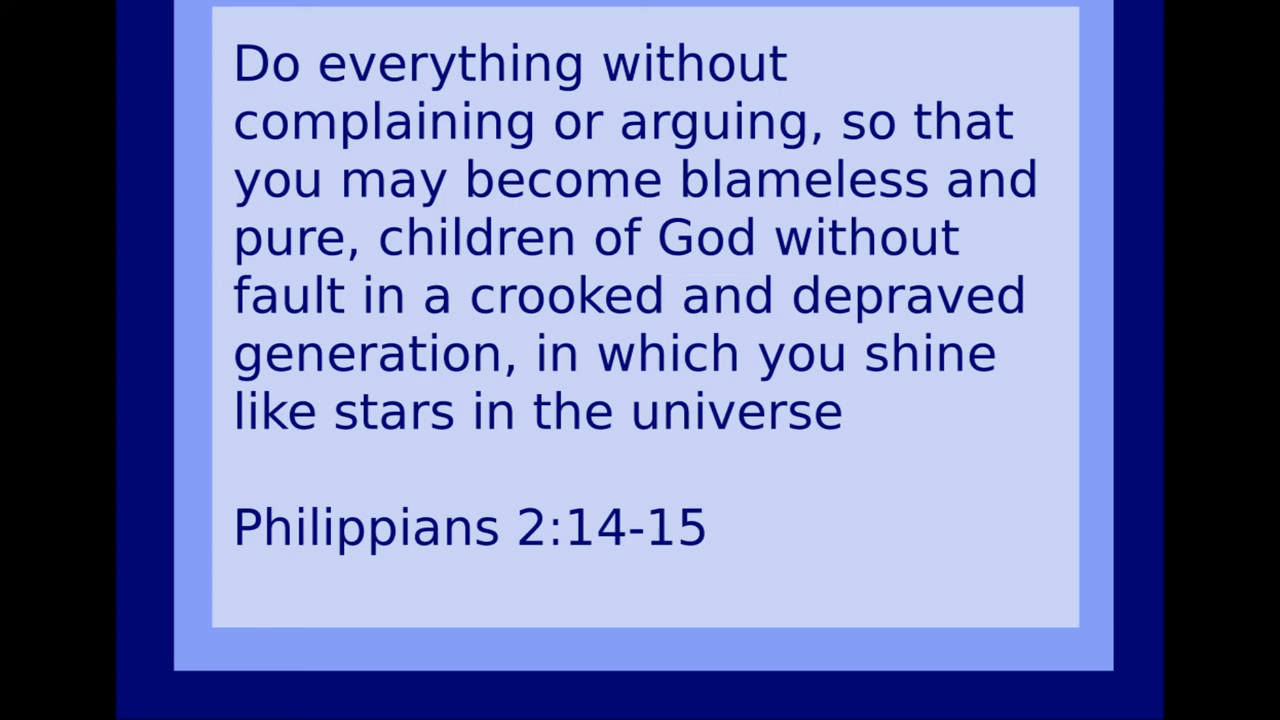 Do everything without
complaining or arguing, so that
you may become blameless and
pure, children of God without
fault in a crooked and depraved
generation, in which you shine
like stars in the universe
Philippians 2:14-15